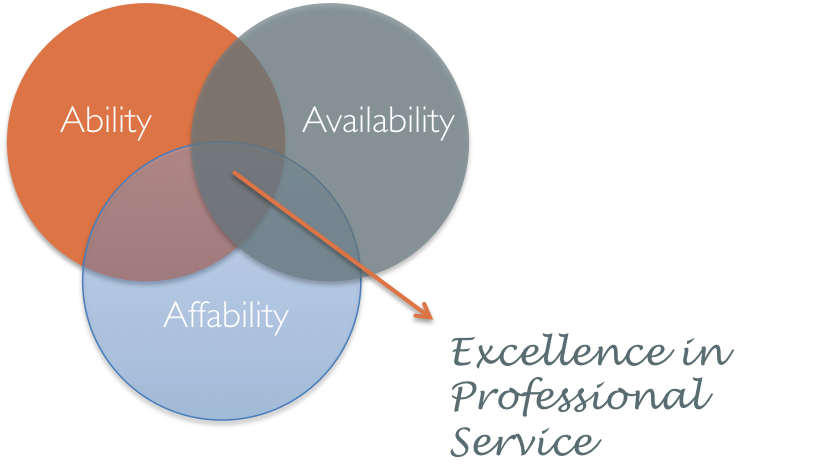 Ability
Availability
Affability
Excellence in
Professional
Service